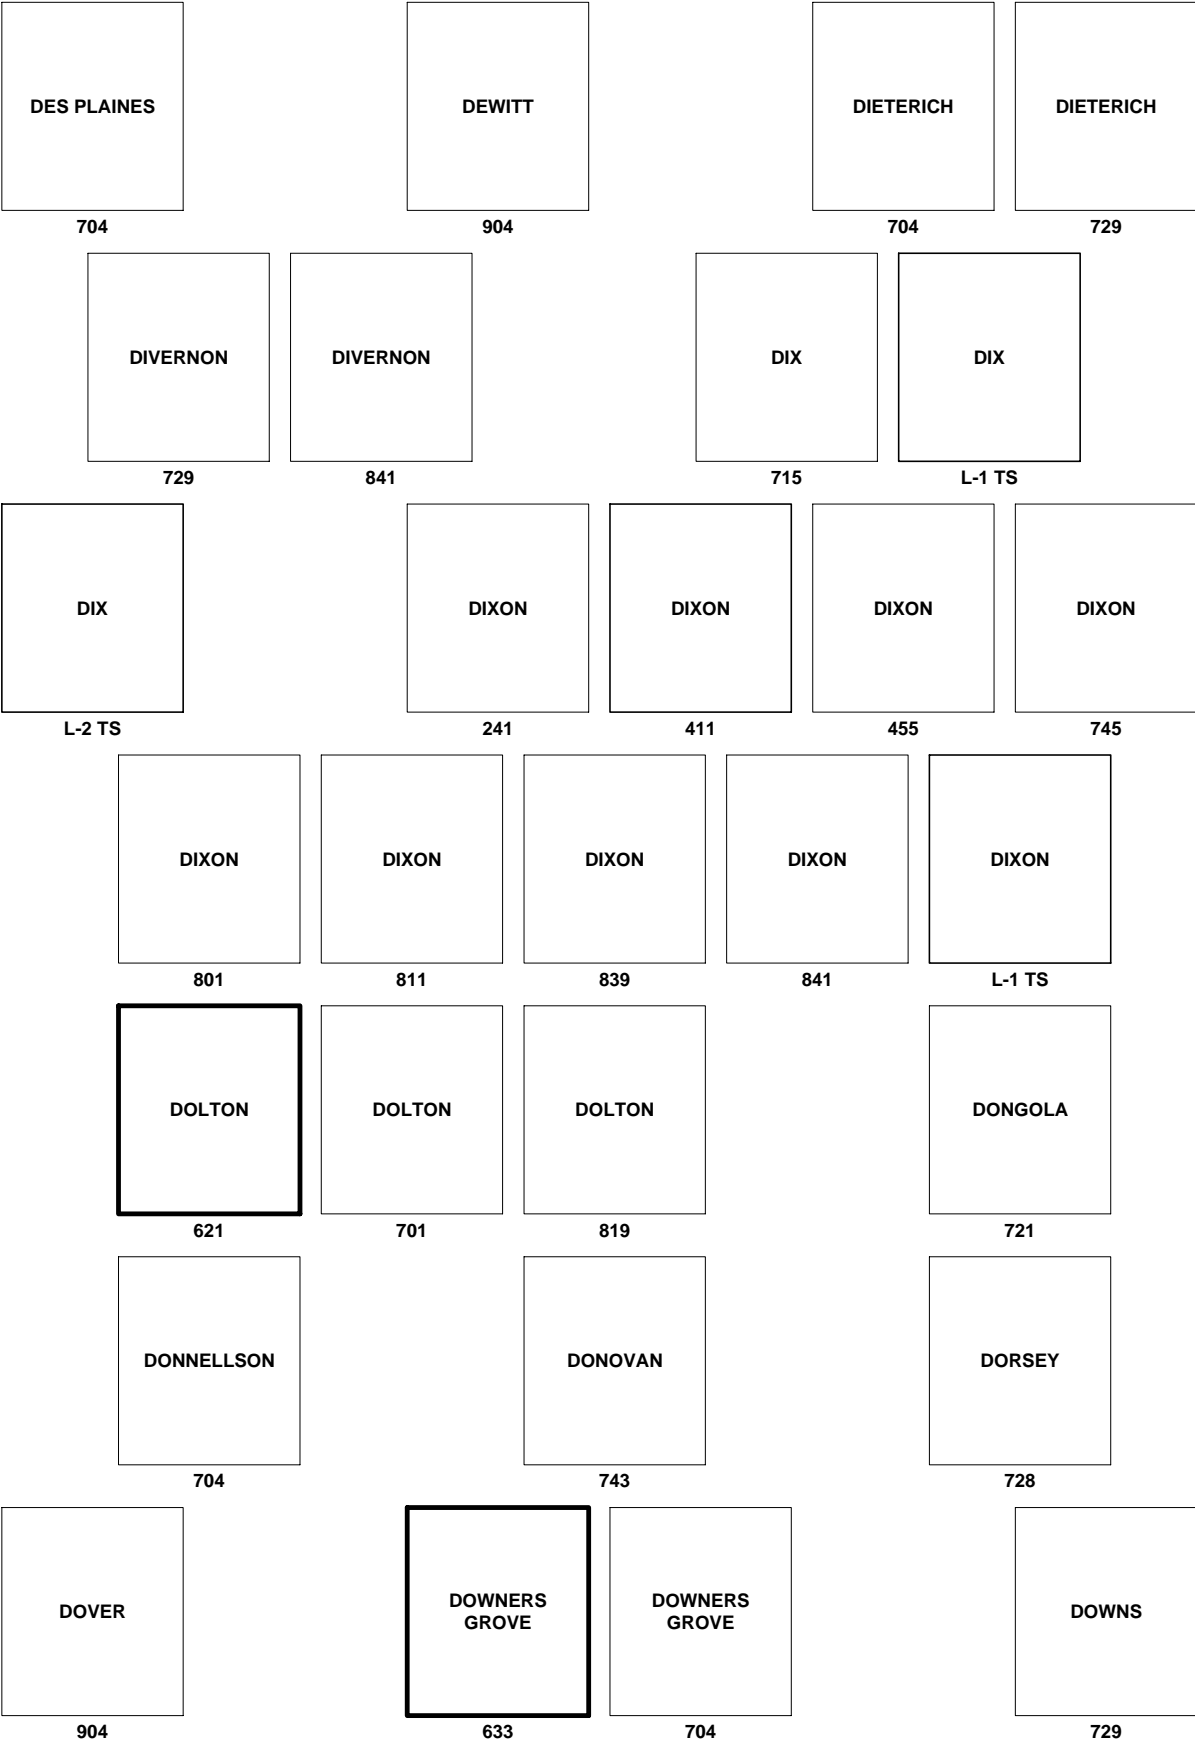 DES PLAINES
DEWITT
DIETERICH
DIETERICH
704
904
704
729
DIVERNON
DIVERNON
DIX
DIX
729
841
715
L-1 TS
DIX
DIXON
DIXON
DIXON
DIXON
L-2 TS
241
411
455
745
DIXON
DIXON
DIXON
DIXON
DIXON
801
811
839
841
L-1 TS
DOLTON
DOLTON
DOLTON
DONGOLA
621
701
819
721
DONNELLSON
DONOVAN
DORSEY
704
743
728
DOVER
DOWNERS
GROVE
DOWNERS
GROVE
DOWNS
904
633
704
729